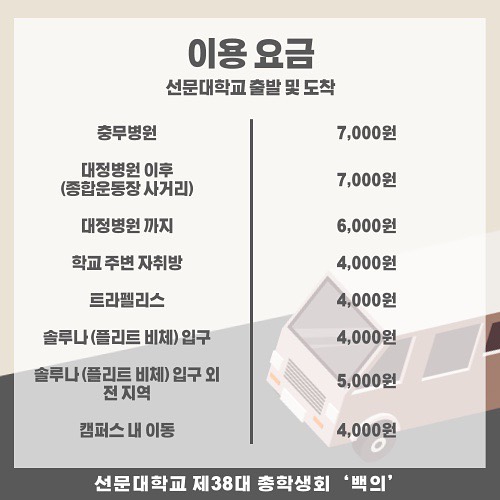 이용 요금
선문대학교 출발 및 도착
충무병원 7,000원
대정병원 이후
(종합운동장 사거리) 7,000원
대정병원 까지 6,000원
학교 주변 자취방 4,000원
트라펠리스 4,000원
솔루나 (플리트 비체) 입구 4,000원
솔루나 (플리트 비체) 입구 외
전 지역 5,000원
캠퍼스 내 이동 4,000원
선문대학교 제38대 총학생회 ‘백의’